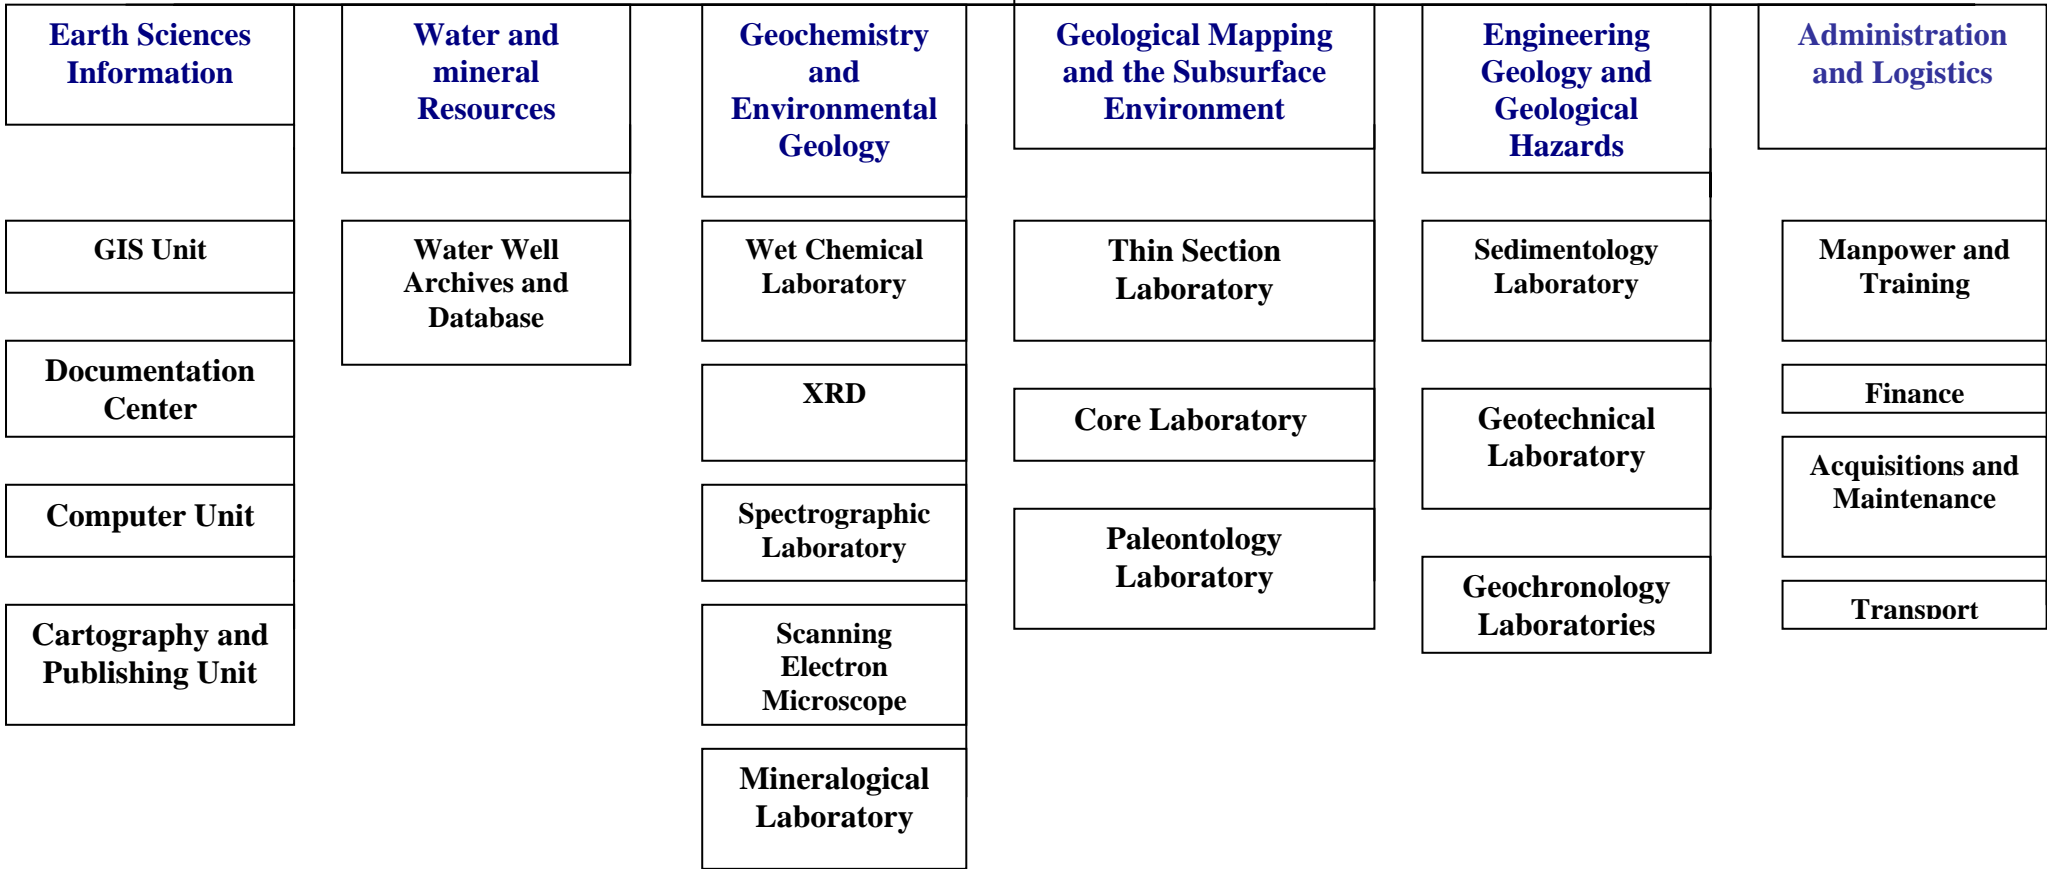 Earth Sciences
Information
GIS Unit
Documentation
Center
Computer Unit
Cartography and
Publishing Unit
Water and
mineral
Resources
Water Well
Archives and
Database
Geochemistry
and
Environmental
Geology
Wet Chemical
Laboratory
XRD
Spectrographic
Laboratory
Scanning
Electron
Microscope
Mineralogical
Laboratory
Geological Mapping
and the Subsurface
Environment
Thin Section
Laboratory
Core Laboratory
Paleontology
Laboratory
Engineering
Geology and
Geological
Hazards
Sedimentology
Laboratory
Geotechnical
Laboratory
Geochronology
Laboratories
Administration
and Logistics
Manpower and
Training
Finance
Acquisitions and
Maintenance
Transport